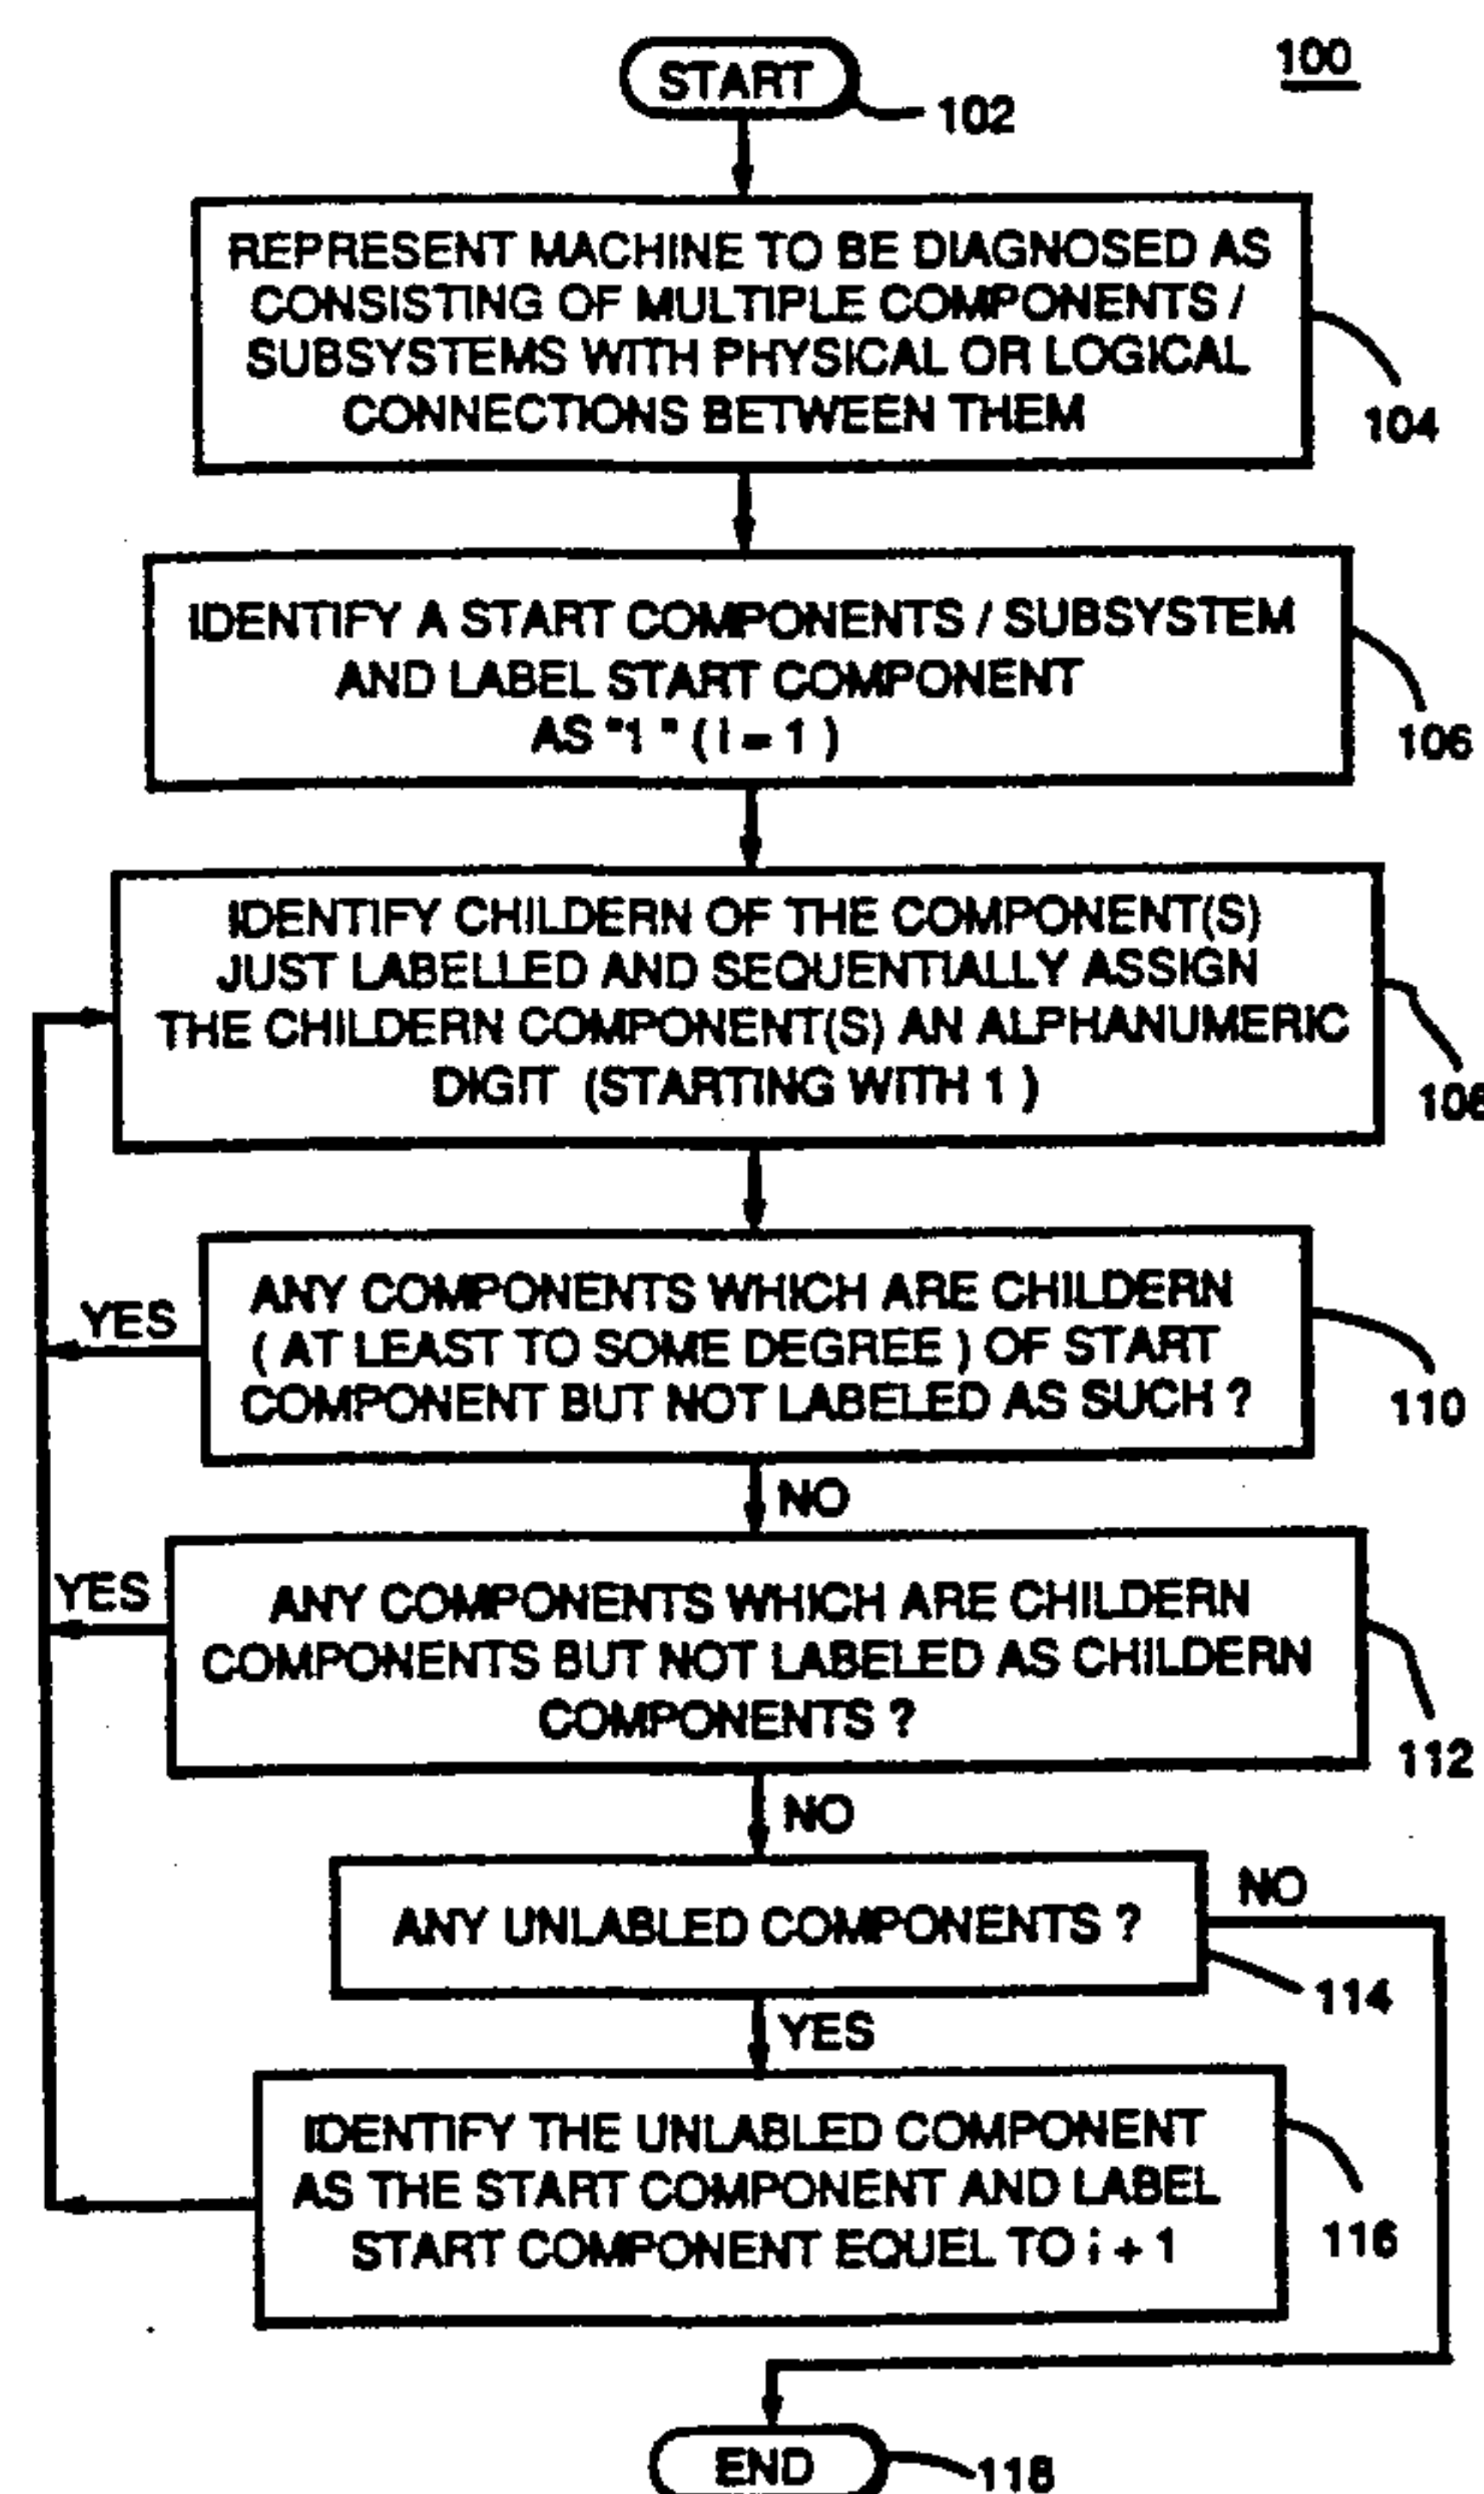 START
100
102
REPRESENT MACHINE TO BE DIAGNOSED AS
CONSISTING OF MULTIPLE COMPONENTS /
SUBSYSTEMS WITH PHYSICAL OR LOGICAL
CONNECTIONS BETWEEN THEM
104
IDENTIFY A START COMPONENTS / SUBSYSTEM
AND LABEL START COMPONENT
AS "1" ( i = 1 )
106
IDENTIFY CHILDERN OF THE COMPONENT(S)
JUST LABELLED AND SEQUENTIALLY ASSIGN
THE CHILDERN COMPONENT(S) AN ALPHANUMERIC
DIGIT (STARTING WITH 1 )
108
ANY COMPONENTS WHICH ARE CHILDERN
( AT LEAST TO SOME DEGREE ) OF START
COMPONENT BUT NOT LABELED AS SUCH ?
YES
110
NO
ANY COMPONENTS WHICH ARE CHILDERN
COMPONENTS BUT NOT LABELED AS CHILDERN
COMPONENTS ?
YES
112
NO
ANY UNLABLED COMPONENTS ?
NO
114
YES
IDENTIFY THE UNLABLED COMPONENT
AS THE START COMPONENT AND LABEL
START COMPONENT EQUEL TO i + 1
116
END
118